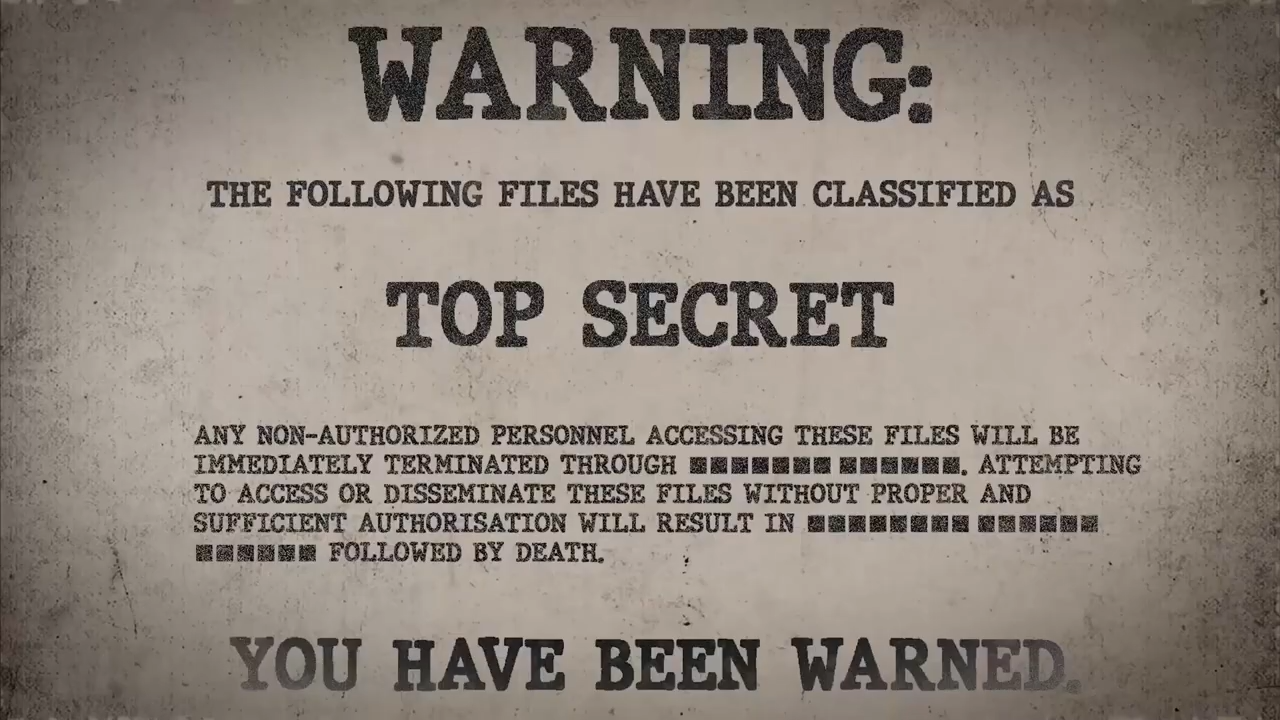 WARNING:
THE FOLLOWING FILES HAVE BEEN CLASSIFIED AS
TOP SECRET
ANY NON-AUTHORIZED PERSONNEL ACCESSING THESE FILES WILL BE
IMMEDIATELY TERMINATED THROUGH ■■■■■■■ ■■■■■■. ATTEMPTING
TO ACCESS OR DISSEMINATE THESE FILES WITHOUT PROPER AND
SUFFICIENT AUTHORISATION WILL RESULT IN ■■■■■■■■ ■■■■■■
■■■■■■ FOLLOWED BY DEATH.
YOU HAVE BEEN WARNED.